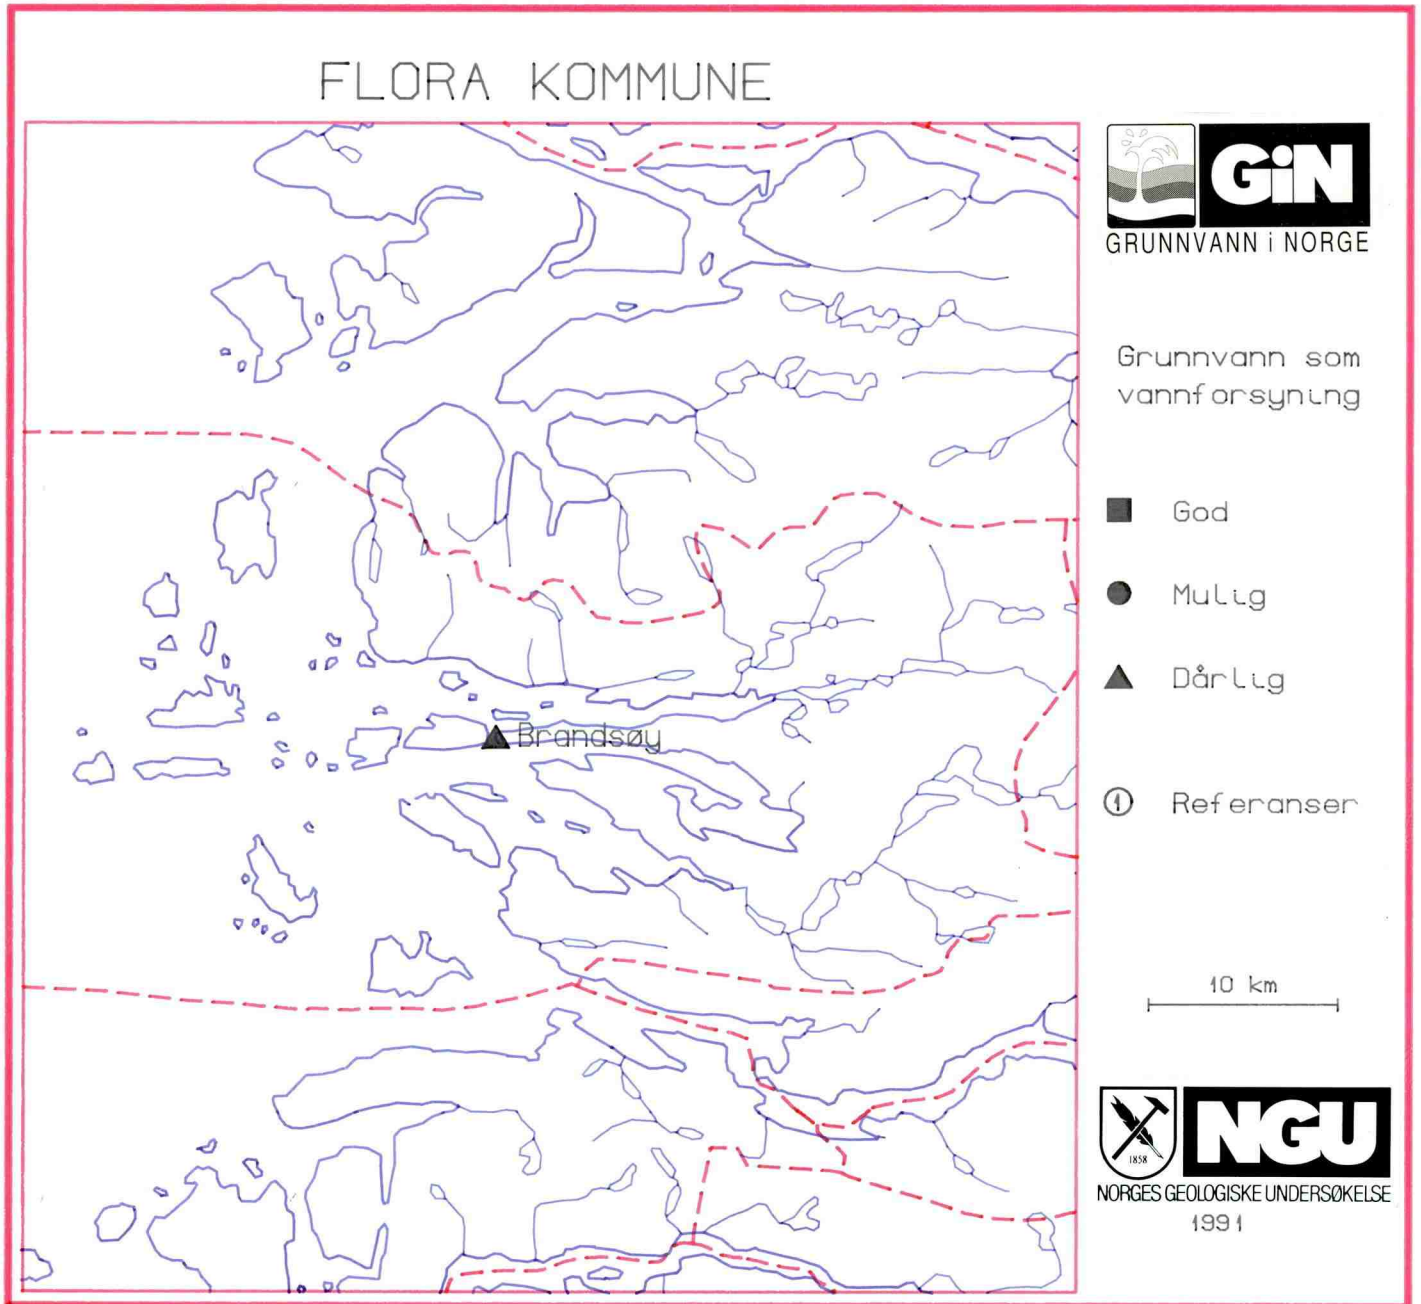 FLORA KOMMUNE
GiN
GRUNNVANN i NORGE
Grunnvann som
vannforsyning
God
Mulig
Dårlig
Brandsøy
1 Referanser
10 km
1858
NGU
NORGES GEOLOGISKE UNDERSØKELSE
1991